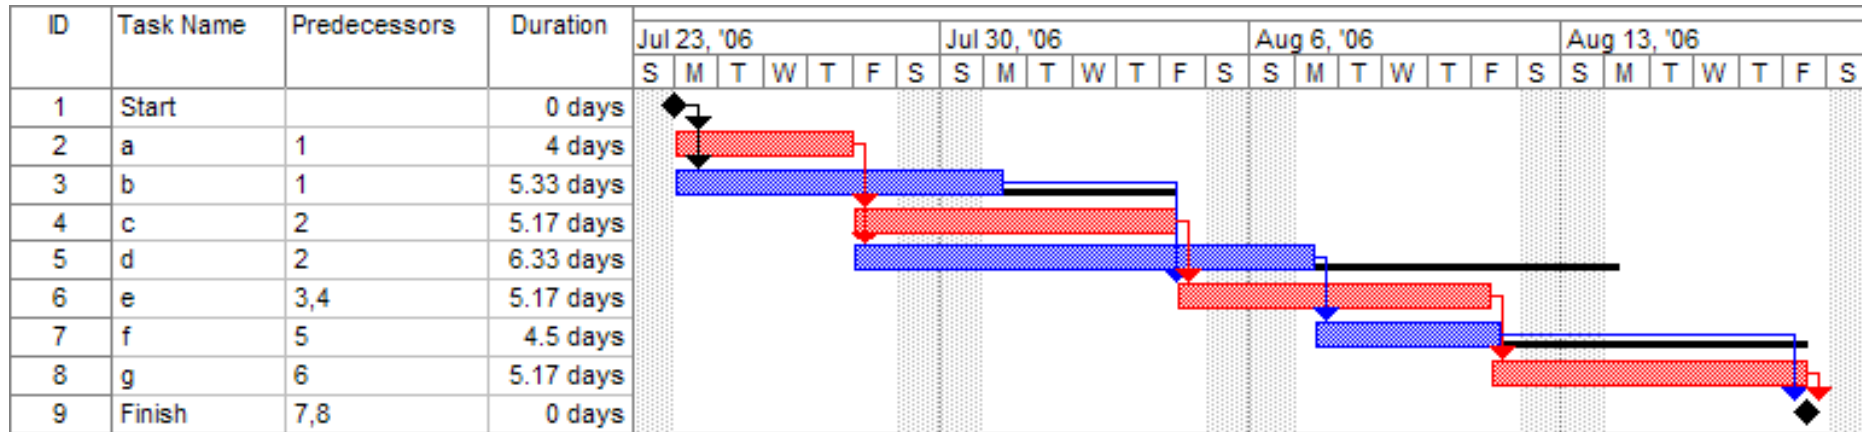 ID Task Name Predecessors Duration Jul 23, '06 Jul 30, '06 Aug 6, '06 Aug 13, '06
S M T W T F S S M T W T F S S M T W T F S S M T W T F S
1 Start 0 days
2 a 1 4 days
3 b 1 5.33 days
4 c 2 5.17 days
5 d 2 6.33 days
6 e 3,4 5.17 days
7 f 5 4.5 days
8 g 6 5.17 days
9 Finish 7,8 0 days